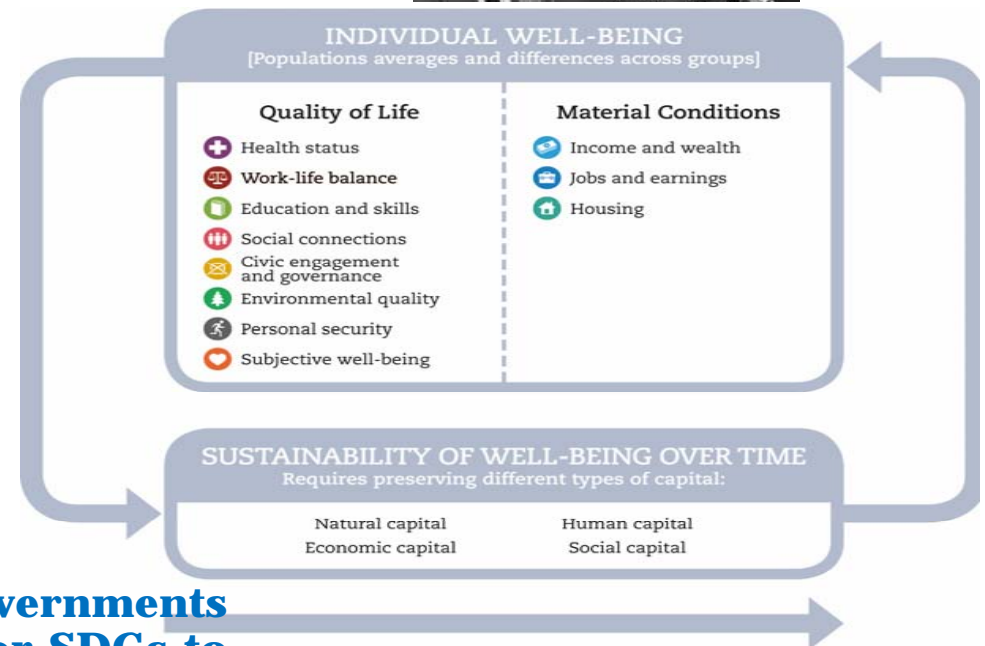 INDIVIDUAL WELL-BEING
[Populations averages and differences across groups]
Quality of Life
Health status
Work-life balance
Education and skills
Social connections
Civic engagement
and governance
Environmental quality
Personal security
Subjective well-being
Material Conditions
Income and wealth
Jobs and earnings
Housing
SUSTAINABILITY OF WELL-BEING OVER TIME
Requires preserving different types of capital:
Natural capital
Human capital
Economic capital
Social capital
vernments
SDGs to